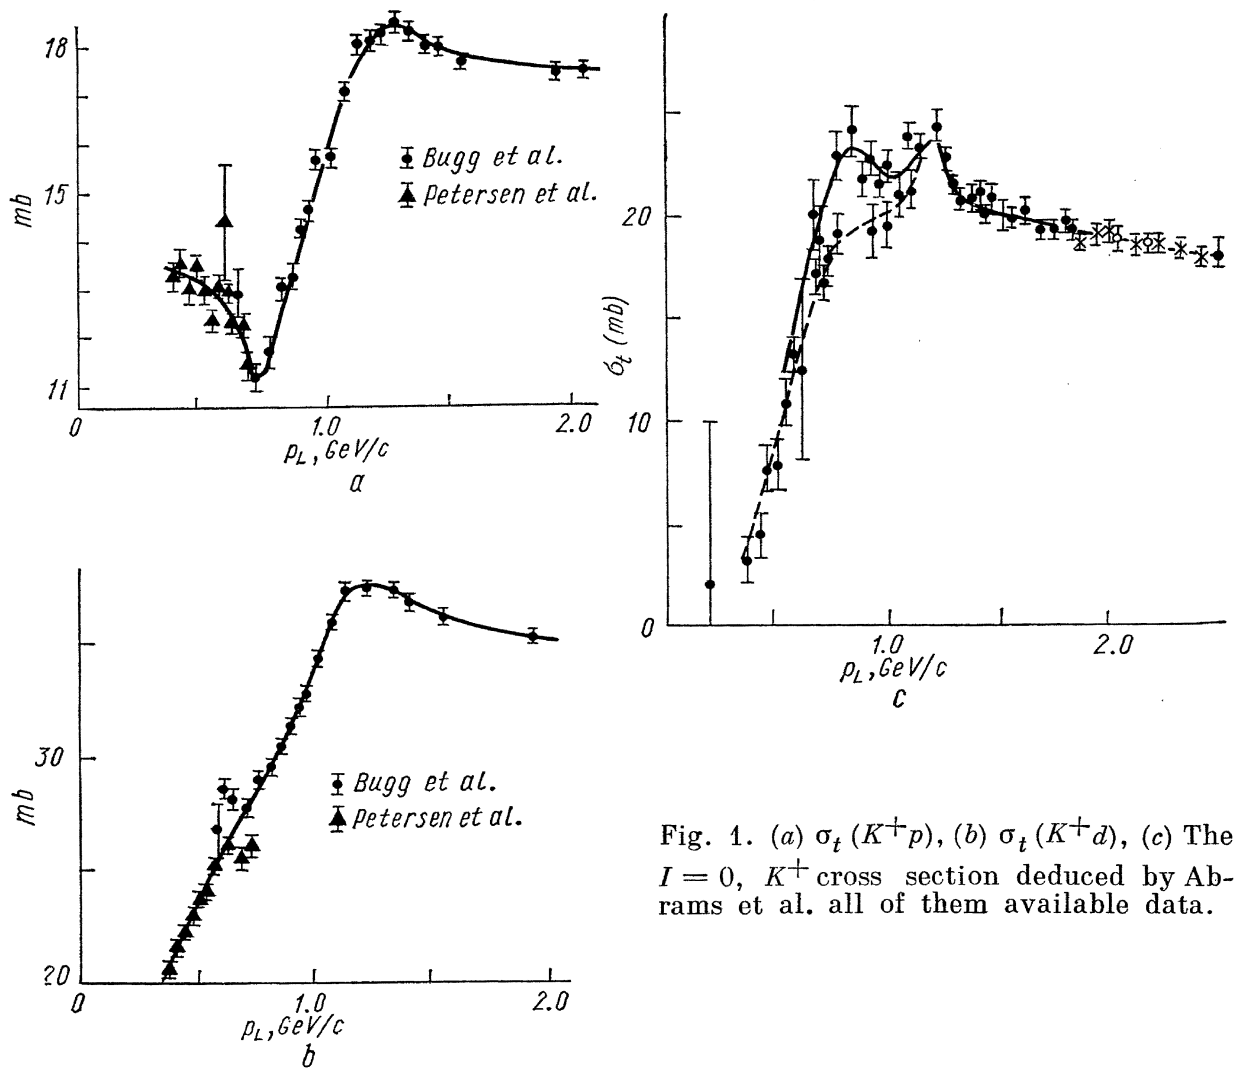 18
15
11
mb
Bugg et al.
Petersen et al.
0
1.0
2.0
p_L, GeV/c
a
30
20
mb
Bugg et al.
Petersen et al.
0
1.0
2.0
p_L, GeV/c
b
20
10
0
σ_t (mb)
1.0
2.0
p_L, GeV/c
c
Fig. 1. (a) σ_t (K⁺p), (b) σ_t (K⁺d), (c) The
I = 0, K⁺ cross section deduced by Ab-
rams et al. all of them available data.